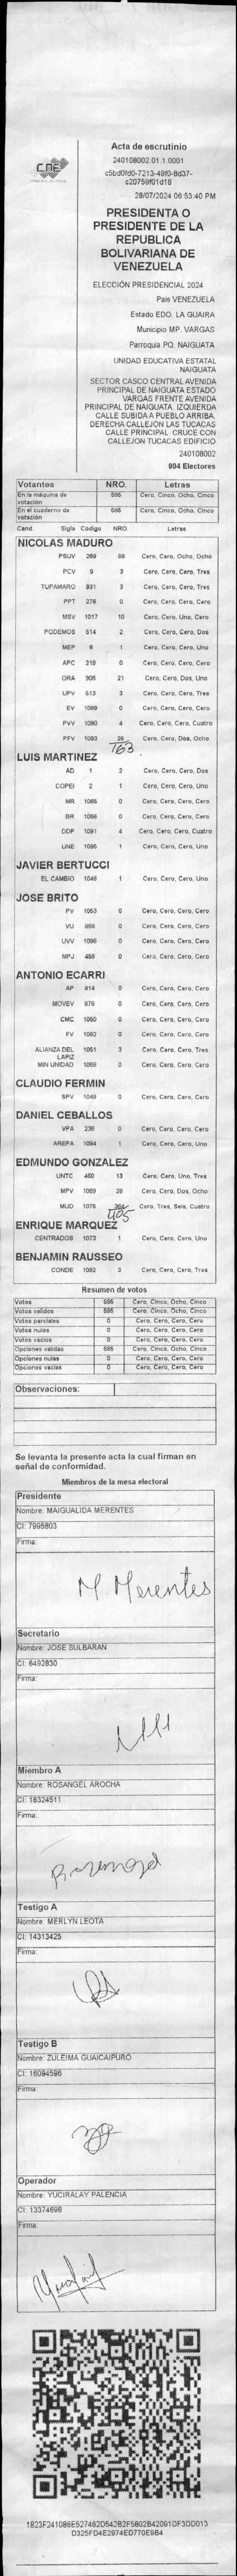 CNE
Acta de escrutinio
240108002.01.1.0001
c5bd0fd0-7213-49f0-8d37-
c20759f01d18
28/07/2024 06:53:40 PM
PRESIDENTA O
PRESIDENTE DE LA
REPUBLICA
BOLIVARIANA DE
VENEZUELA
ELECCIÓN PRESIDENCIAL 2024
Pais VENEZUELA
Estado EDO. LA GUAIRA
Municipio MP. VARGAS
Parroquia PQ. NAIGUATA
UNIDAD EDUCATIVA ESTATAL
NAIGUATA
SECTOR CASCO CENTRAL AVENIDA
PRINCIPAL DE NAIGUATA ESTADO
VARGAS FRENTE AVENIDA
PRINCIPAL DE NAIGUATA. IZQUIERDA
CALLE SUBIDA A PUEBLO ARRIBA.
DERECHA CALLEJÓN LAS TUCACAS
CALLE PRINCIPAL CRUCE CON
CALLEJON TUCACAS EDIFICIO
240108002
904 Electores
Votantes NRO. Letras
En la máquina de votación 585 Cero, Cinco, Ocho, Cinco
En el cuaderno de votación 585 Cero, Cinco, Ocho, Cinco
Cand. Sigla Código NRO. Letras
NICOLAS MADURO
PSUV 269 88 Cero, Cero, Ocho, Ocho
PCV 9 3 Cero, Cero, Cero, Tres
TUPAMARO 931 3 Cero, Cero, Cero, Tres
PPT 276 0 Cero, Cero, Cero, Cero
MSV 1017 10 Cero, Cero, Uno, Cero
PODEMOS 514 2 Cero, Cero, Cero, Dos
MEP 6 1 Cero, Cero, Cero, Uno
APC 219 0 Cero, Cero, Cero, Cero
ORA 906 21 Cero, Cero, Dos, Uno
UPV 513 3 Cero, Cero, Cero, Tres
EV 1089 0 Cero, Cero, Cero, Cero
PVV 1090 4 Cero, Cero, Cero, Cuatro
PFV 1093 28 Cero, Cero, Dos, Ocho
163
LUIS MARTINEZ
AD 1 2 Cero, Cero, Cero, Dos
COPEI 2 1 Cero, Cero, Cero, Uno
MR 1065 0 Cero, Cero, Cero, Cero
BR 1066 0 Cero, Cero, Cero, Cero
DDP 1091 4 Cero, Cero, Cero, Cuatro
UNE 1095 1 Cero, Cero, Cero, Uno
JAVIER BERTUCCI
EL CAMBIO 1048 1 Cero, Cero, Cero, Uno
JOSE BRITO
PV 1053 0 Cero, Cero, Cero, Cero
VU 868 0 Cero, Cero, Cero, Cero
UVV 1096 0 Cero, Cero, Cero, Cero
MPJ 468 0 Cero, Cero, Cero, Cero
ANTONIO ECARRI
AP 814 0 Cero, Cero, Cero, Cero
MOVEV 878 0 Cero, Cero, Cero, Cero
CMC 1060 0 Cero, Cero, Cero, Cero
FV 1062 0 Cero, Cero, Cero, Cero
ALIANZA DEL LAPIZ 1051 3 Cero, Cero, Cero, Tres
MIN UNIDAD 1058 0 Cero, Cero, Cero, Cero
CLAUDIO FERMIN
SPV 1049 0 Cero, Cero, Cero, Cero
DANIEL CEBALLOS
VPA 236 0 Cero, Cero, Cero, Cero
AREPA 1094 1 Cero, Cero, Cero, Uno
EDMUNDO GONZALEZ
UNTC 460 13 Cero, Cero, Uno, Tres
MPV 1069 28 Cero, Cero, Dos, Ocho
MUD 1075 364 Cero, Tres, Seis, Cuatro
405
ENRIQUE MARQUEZ
CENTRADOS 1073 1 Cero, Cero, Cero, Uno
BENJAMIN RAUSSEO
CONDE 1082 3 Cero, Cero, Cero, Tres
Resumen de votos
Votos 585 Cero, Cinco, Ocho, Cinco
Votos validos 585 Cero, Cinco, Ocho, Cinco
Votos parciales 0 Cero, Cero, Cero, Cero
Votos nulos 0 Cero, Cero, Cero, Cero
Votos vacios 0 Cero, Cero, Cero, Cero
Opciones validas 585 Cero, Cinco, Ocho, Cinco
Opciones nulas 0 Cero, Cero, Cero, Cero
Opciones vacias 0 Cero, Cero, Cero, Cero
Observaciones:
Se levanta la presente acta la cual firman en
señal de conformidad.
Miembros de la mesa electoral
Presidente
Nombre: MAIGUALIDA MERENTES
CI: 7995803
Firma:
M Merentes
Secretario
Nombre: JOSE SULBARAN
CI: 6492830
Firma:
Miembro A
Nombre: ROSANGEL AROCHA
CI: 18324511
Firma:
Testigo A
Nombre: MERLYN LEOTA
CI: 14313425
Firma:
Testigo B
Nombre: ZULEIMA GUAICAIPURO
CI: 16094596
Firma:
Operador
Nombre: YUCIRALAY PALENCIA
CI: 13374698
Firma:
1823F241086E527462D542B2F5802B42091DF3DD013
D325FD4E2974ED770E9B4